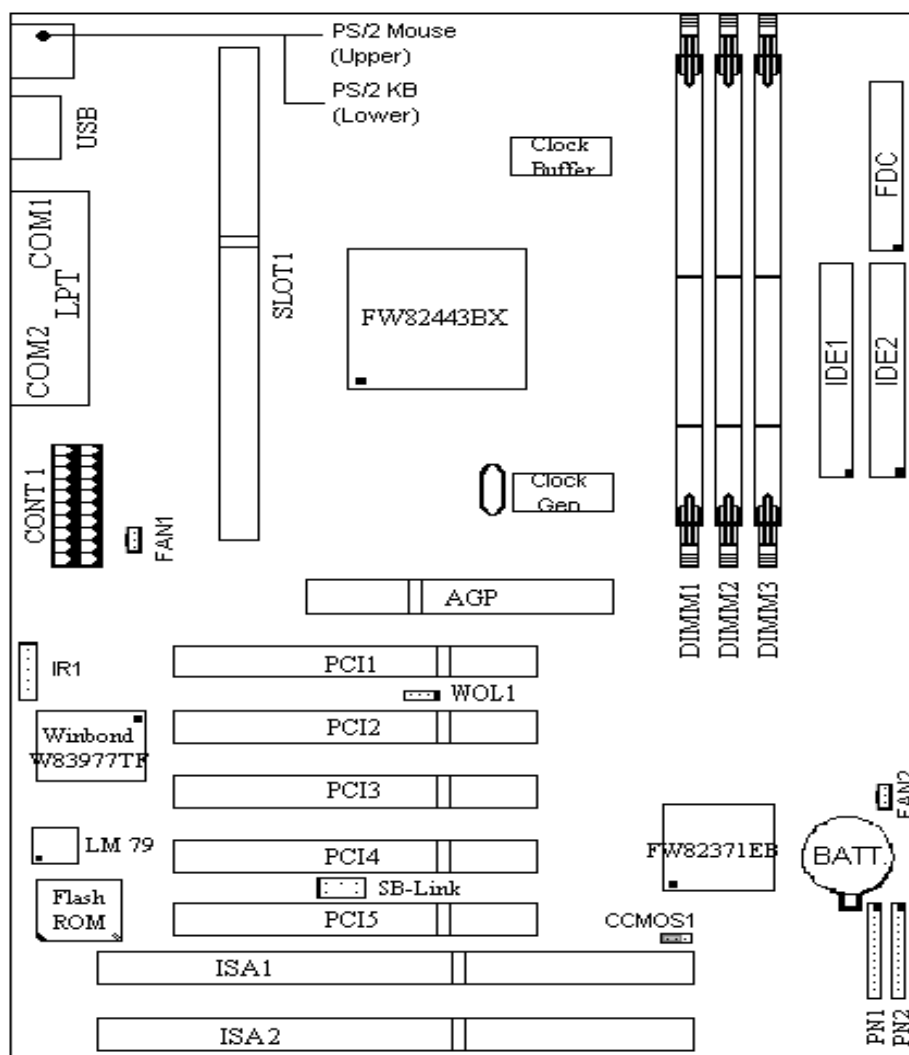 PS/2 Mouse
(Upper)
PS/2 KB
(Lower)
USB
Clock
Buffer
FDC
COM1
COM2
LPT
SLOT1
FW82443BX
IDE1
IDE2
CONT1
FAN1
Clock
Gen
AGP
DIMM1
DIMM2
DIMM3
IR1
PCI1
WOL1
Winbond
W83977TF
PCI2
PCI3
FAN2
LM 79
PCI4
FW82371EB
BATT.
SB-Link
Flash
ROM
PCI5
CCMOS1
ISA1
ISA2
PN1
PN2